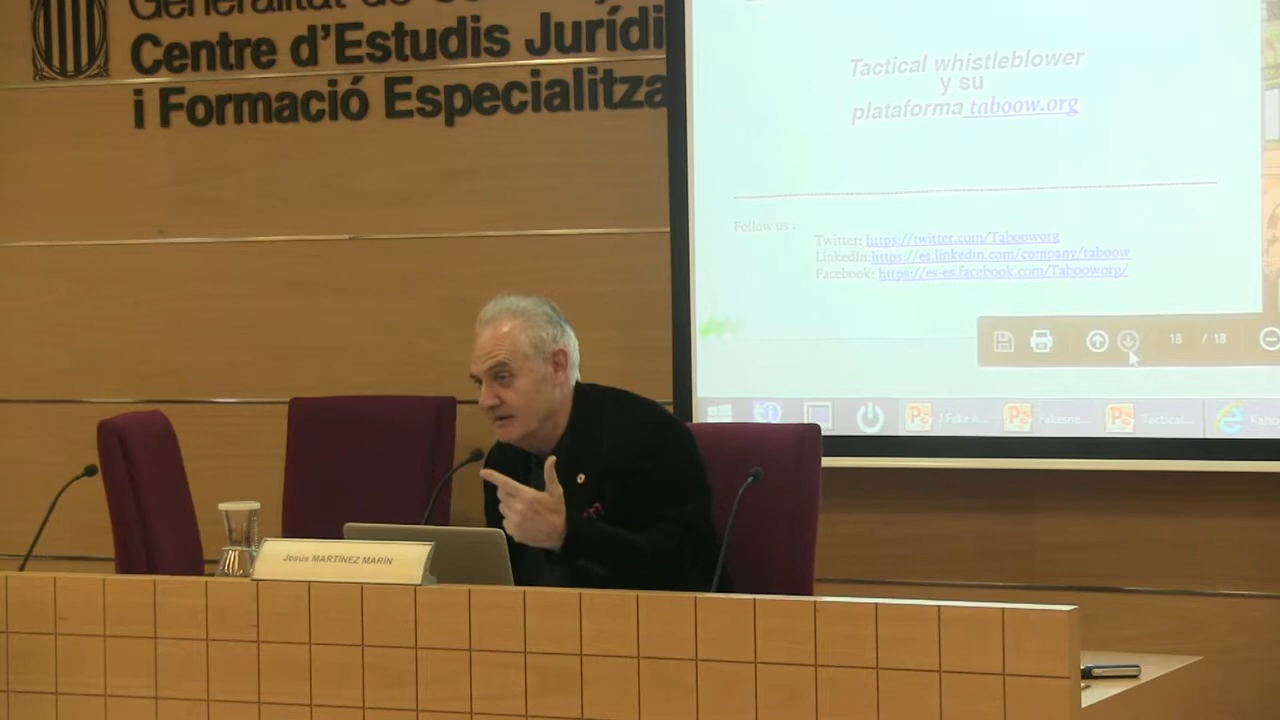 Generalitat de
Centre d'Estudis Jurídi
i Formació Especialitza
Tactical whistleblower
y su
plataforma taboow.org
Follow us :
Twitter: https://twitter.com/Tabooworg
LinkedIn:https://es.linkedin.com/company/taboow
Facebook: https://es-es.facebook.com/Tabooworg/
18 / 18
Tactical...
Jesús MARTÍNEZ MARÍN